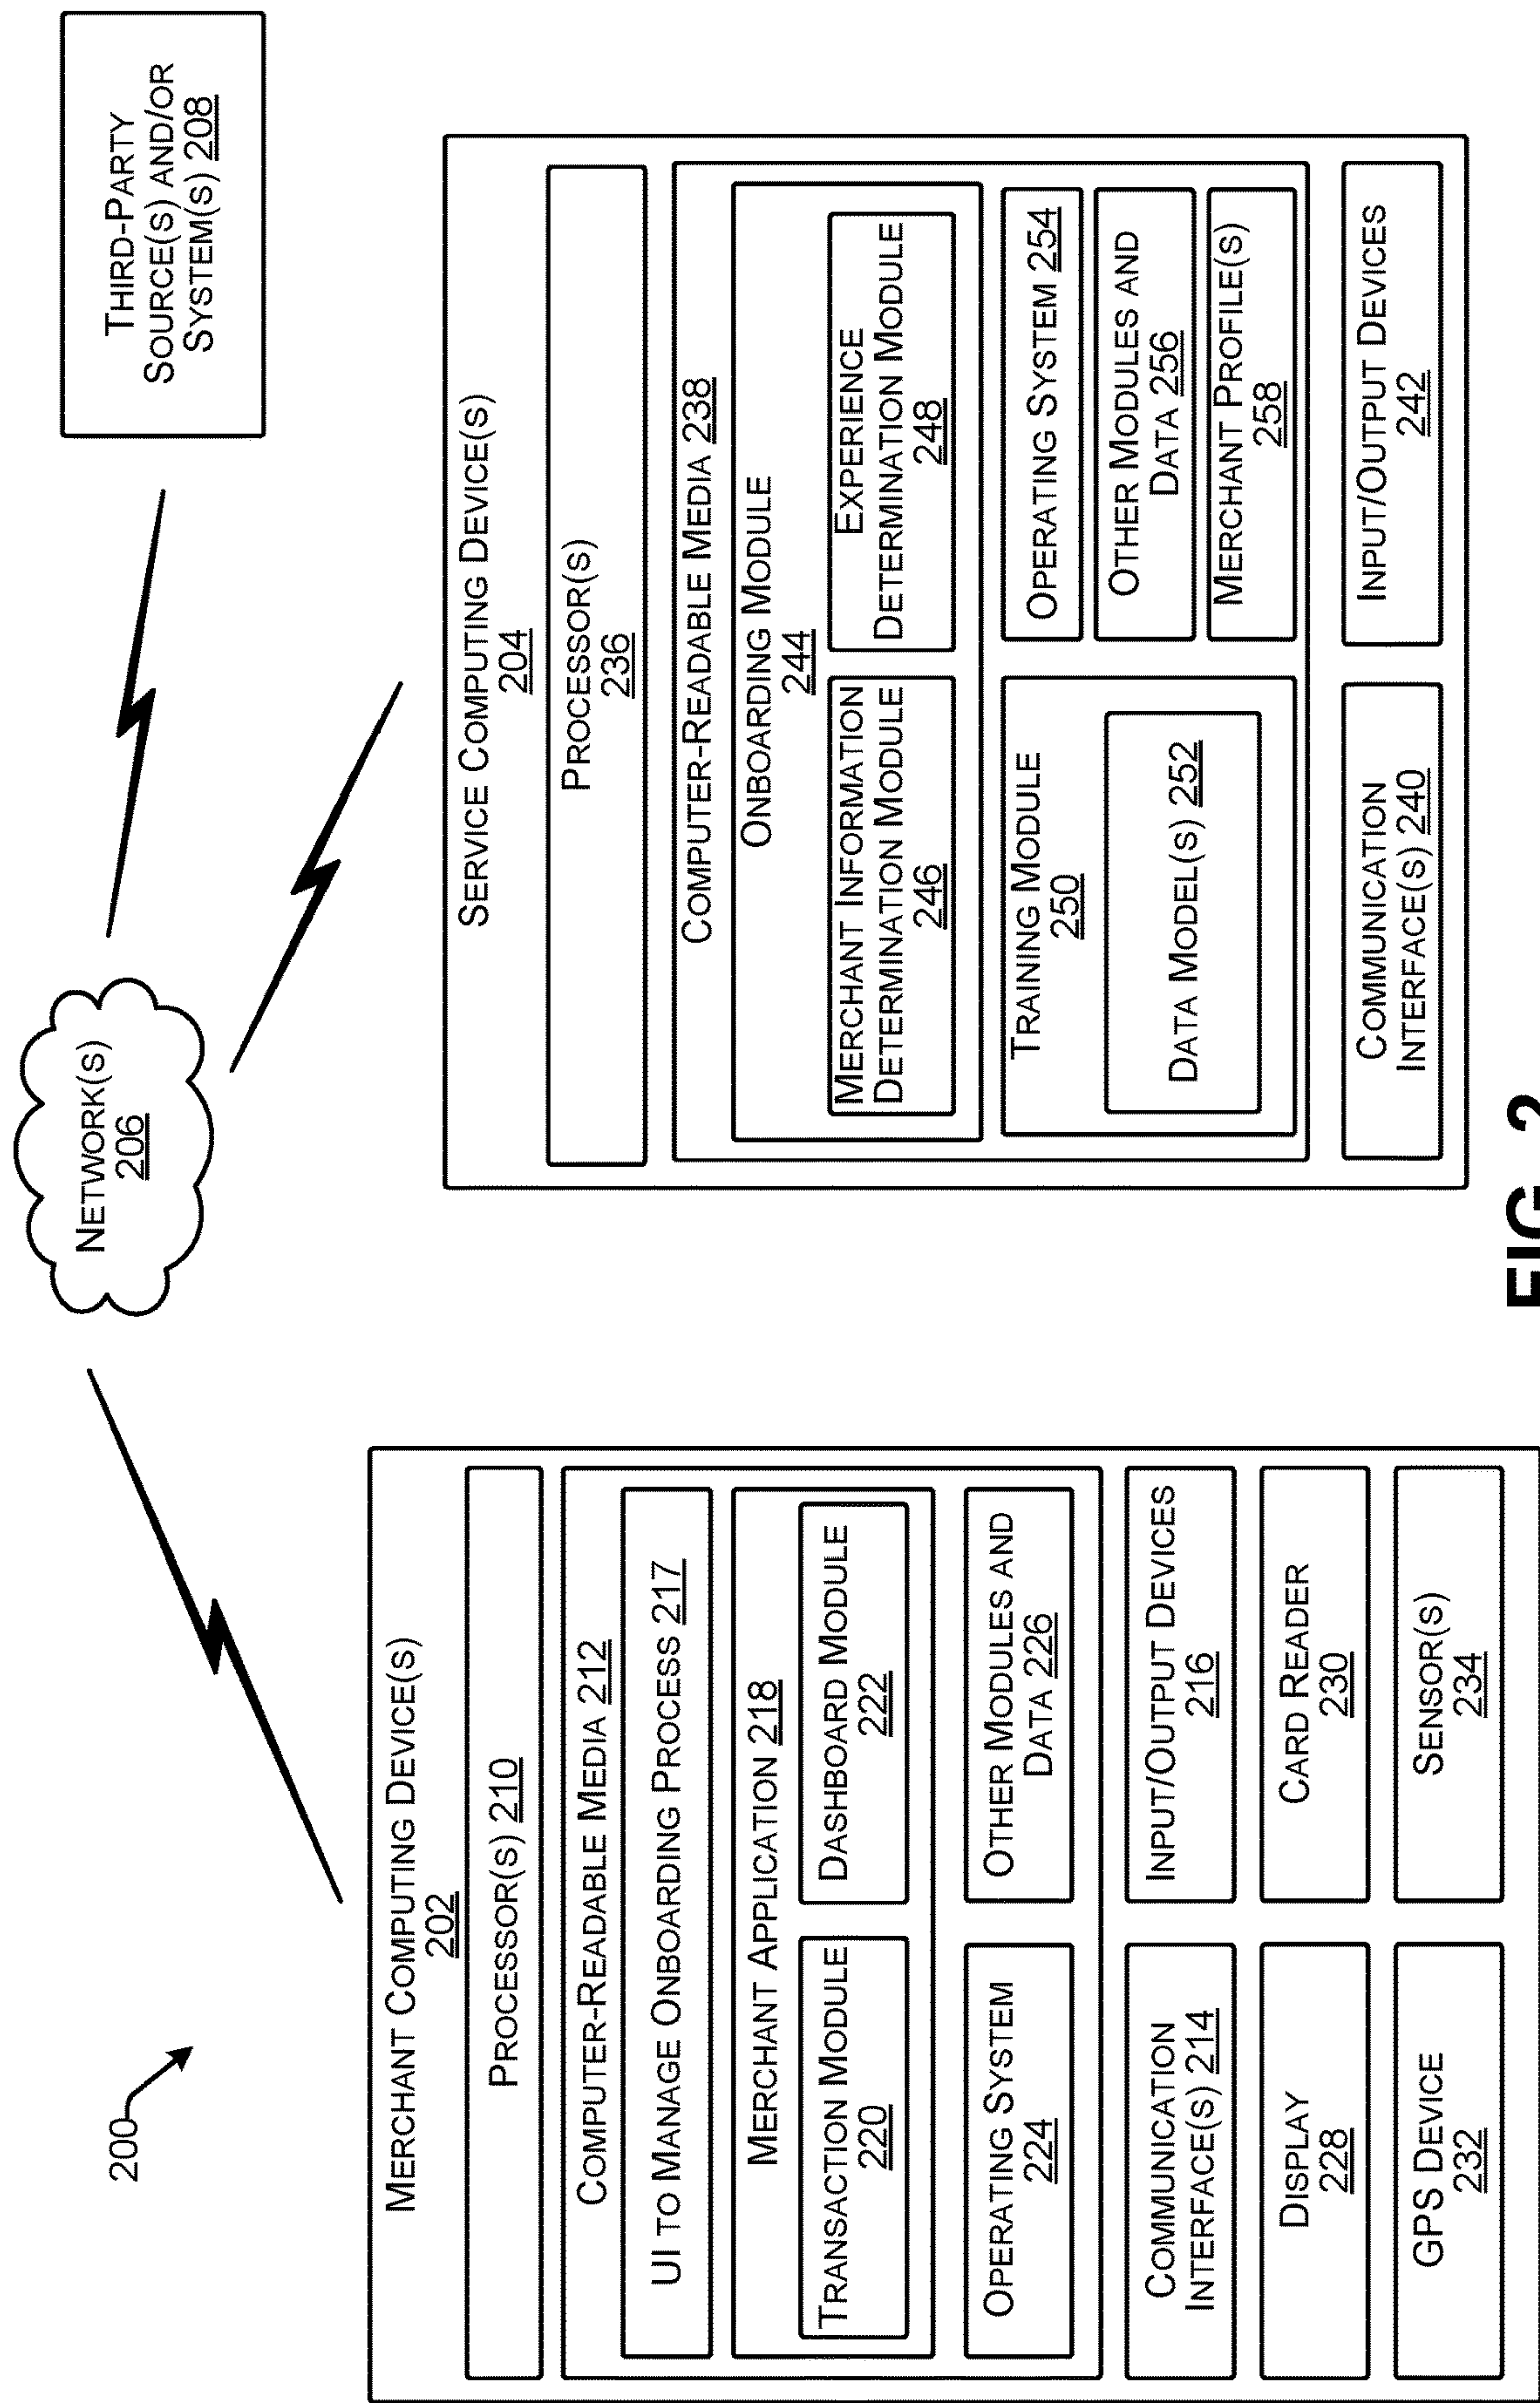 200
MERCHANT COMPUTING DEVICE(S)
202
PROCESSOR(S) 210
COMPUTER-READABLE MEDIA 212
UI TO MANAGE ONBOARDING PROCESS 217
MERCHANT APPLICATION 218
TRANSACTION MODULE
220
DASHBOARD MODULE
222
OPERATING SYSTEM
224
OTHER MODULES AND
DATA 226
COMMUNICATION
INTERFACE(S) 214
INPUT/OUTPUT DEVICES
216
DISPLAY
228
CARD READER
230
GPS DEVICE
232
SENSOR(S)
234
NETWORK(S)
206
THIRD-PARTY
SOURCE(S) AND/OR
SYSTEM(S) 208
SERVICE COMPUTING DEVICE(S)
204
PROCESSOR(S)
236
COMPUTER-READABLE MEDIA 238
ONBOARDING MODULE
244
MERCHANT INFORMATION
DETERMINATION MODULE
246
EXPERIENCE
DETERMINATION MODULE
248
TRAINING MODULE
250
DATA MODEL(S) 252
OPERATING SYSTEM 254
OTHER MODULES AND
DATA 256
MERCHANT PROFILE(S)
258
COMMUNICATION
INTERFACE(S) 240
INPUT/OUTPUT DEVICES
242
FIG. 2